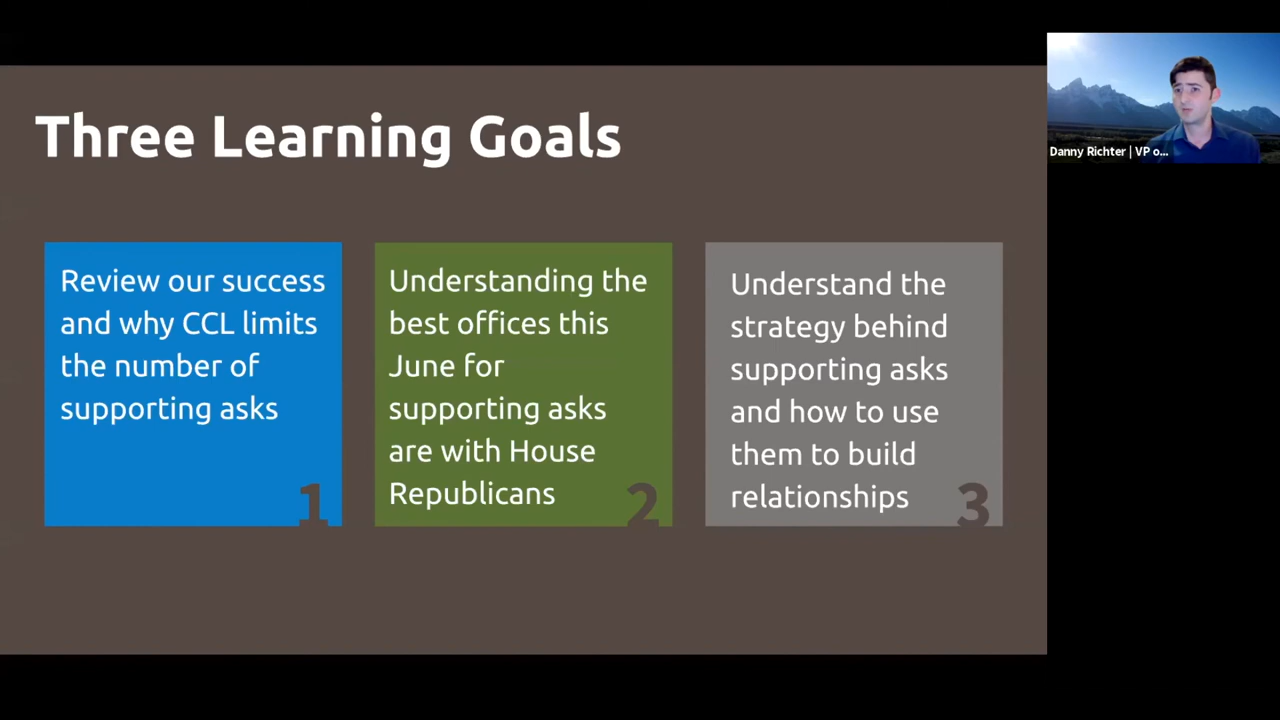 Three Learning Goals
Review our success
and why CCL limits
the number of
supporting asks
1
Understanding the
best offices this
June for
supporting asks
are with House
Republicans
2
Understand the
strategy behind
supporting asks
and how to use
them to build
relationships
3
Danny Richter | VP o...